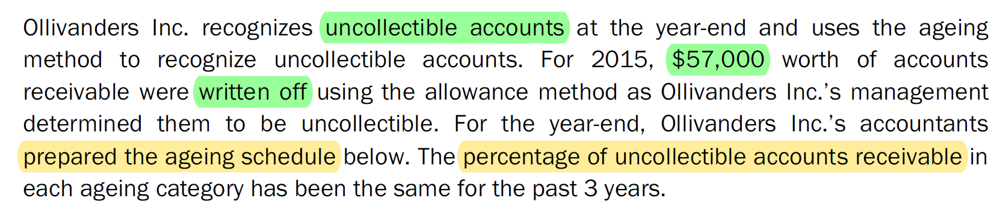 Ollivanders Inc. recognizes uncollectible accounts at the year-end and uses the ageing
method to recognize uncollectible accounts. For 2015, $57,000 worth of accounts
receivable were written off using the allowance method as Ollivanders Inc.’s management
determined them to be uncollectible. For the year-end, Ollivanders Inc.’s accountants
prepared the ageing schedule below. The percentage of uncollectible accounts receivable in
each ageing category has been the same for the past 3 years.